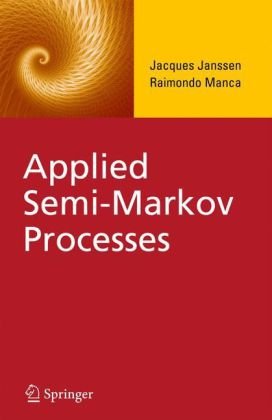 Jacques Janssen
Raimondo Manca
Applied
Semi-Markov
Processes
Springer